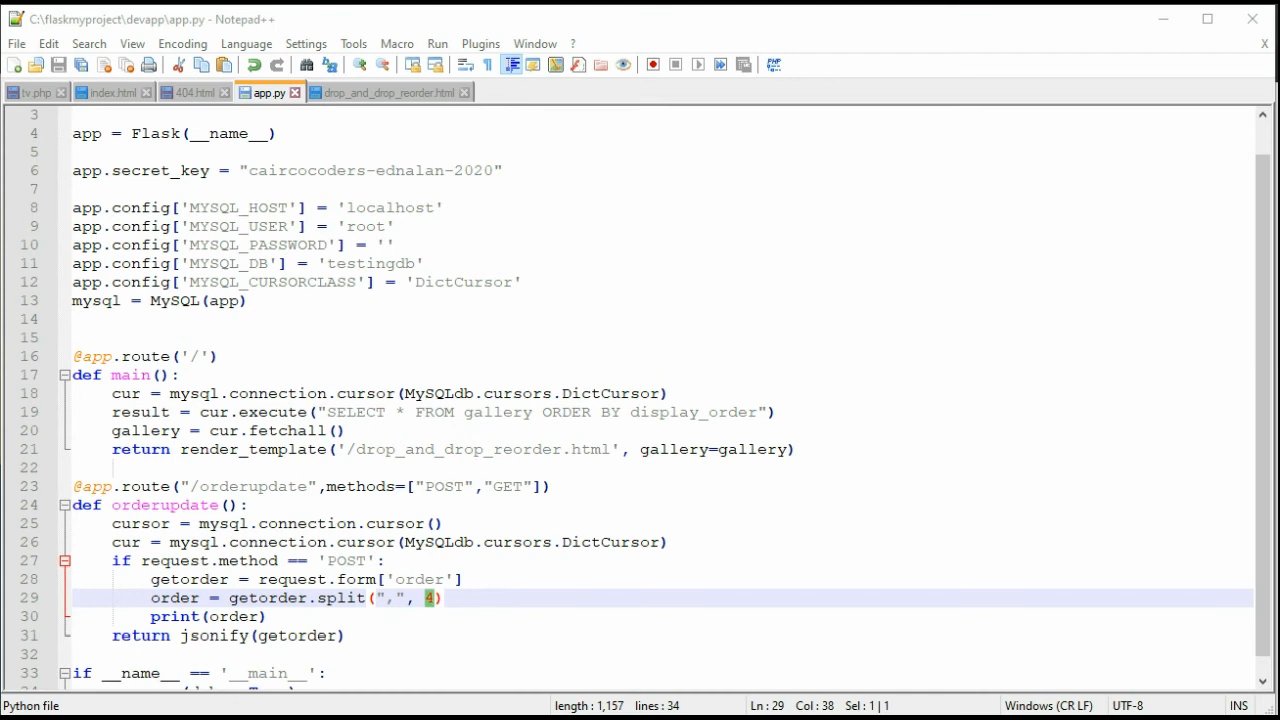 C:\flaskmyproject\devapp\app.py - Notepad++
File Edit Search View Encoding Language Settings Tools Macro Run Plugins Window ? X
tv.php index.html 404.html app.py drop_and_drop_reorder.html
3
4 app = Flask(__name__)
5
6 app.secret_key = "caircocoders-ednalan-2020"
7
8 app.config['MYSQL_HOST'] = 'localhost'
9 app.config['MYSQL_USER'] = 'root'
10 app.config['MYSQL_PASSWORD'] = ''
11 app.config['MYSQL_DB'] = 'testingdb'
12 app.config['MYSQL_CURSORCLASS'] = 'DictCursor'
13 mysql = MySQL(app)
14
15
16 @app.route('/')
17 def main():
18 cur = mysql.connection.cursor(MySQLdb.cursors.DictCursor)
19 result = cur.execute("SELECT * FROM gallery ORDER BY display_order")
20 gallery = cur.fetchall()
21 return render_template('/drop_and_drop_reorder.html', gallery=gallery)
22
23 @app.route("/orderupdate",methods=["POST","GET"])
24 def orderupdate():
25 cursor = mysql.connection.cursor()
26 cur = mysql.connection.cursor(MySQLdb.cursors.DictCursor)
27 if request.method == 'POST':
28 getorder = request.form['order']
29 order = getorder.split(",", 4)
30 print(order)
31 return jsonify(getorder)
32
33 if __name__ == '__main__':
Python file length : 1,157 lines : 34 Ln : 29 Col : 38 Sel : 1 | 1 Windows (CR LF) UTF-8 INS